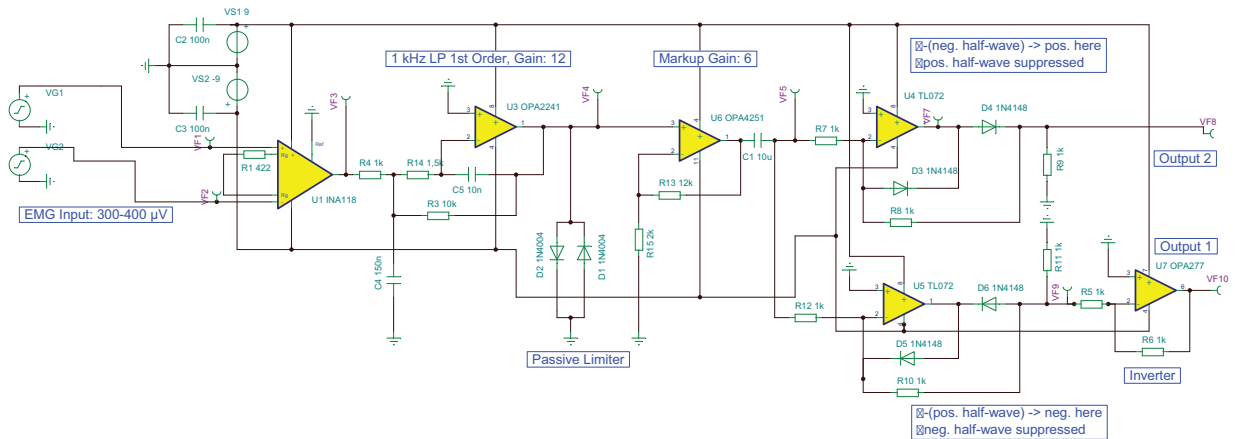 VS1 9
C2 100n
VS2 -9
C3 100n
VG1
VG2
VF1
VF2
R1 422
Rg
Rg
Ref
U1 INA118
EMG Input: 300-400 µV
VF3
1 kHz LP 1st Order, Gain: 12
U3 OPA2241
R4 1k
R14 1,5k
C5 10n
R3 10k
C4 150n
VF4
D2 1N4004
D1 1N4004
Passive Limiter
Markup Gain: 6
U6 OPA4251
C1 10u
R13 12k
R15 2k
VF5
-(neg. half-wave) -> pos. here
pos. half-wave suppressed
U4 TL072
VF7
D4 1N4148
R7 1k
D3 1N4148
R8 1k
R9 1k
VF8
Output 2
R11 1k
Output 1
U7 OPA277
VF10
U5 TL072
D6 1N4148
VF9
R5 1k
R12 1k
D5 1N4148
R6 1k
R10 1k
Inverter
-(pos. half-wave) -> neg. here
neg. half-wave suppressed